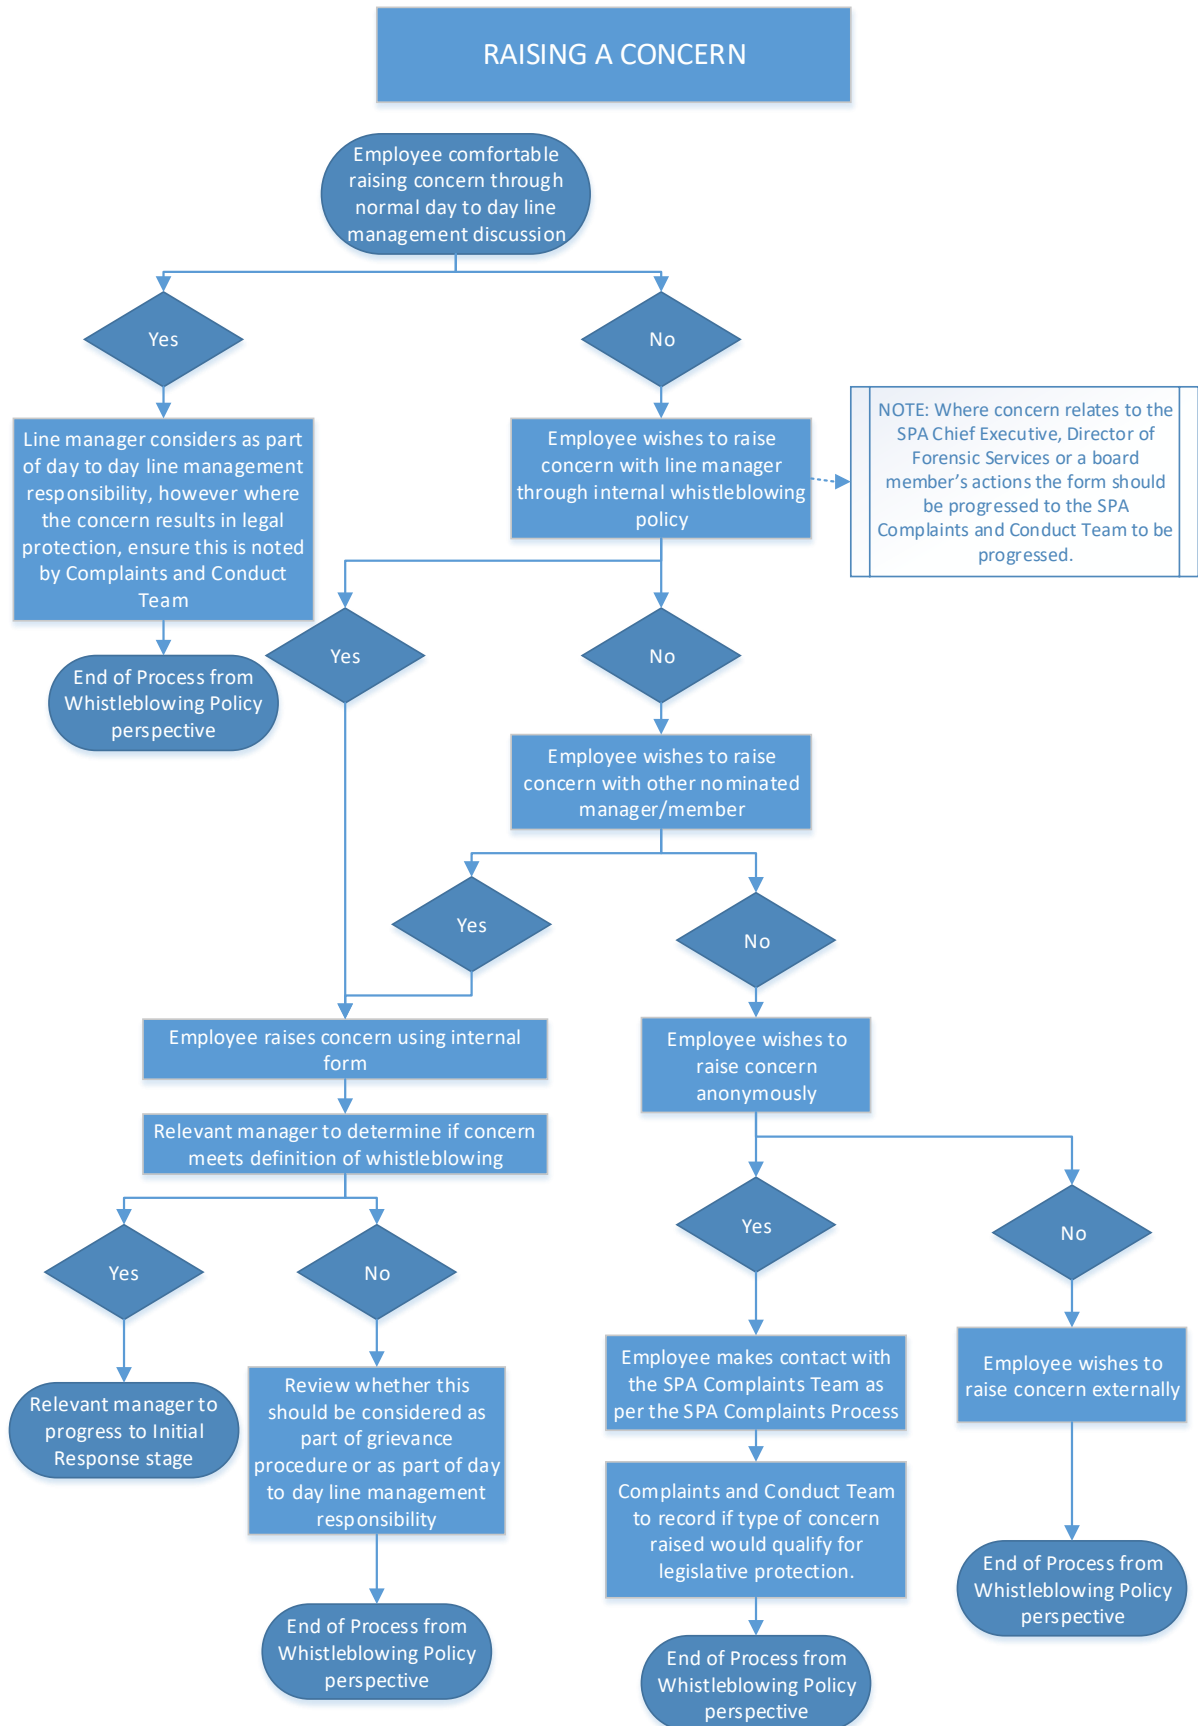 RAISING A CONCERN
Employee comfortable
raising concern through
normal day to day line
management discussion
Yes
No
Line manager considers as part
of day to day line management
responsibility, however where
the concern results in legal
protection, ensure this is noted
by Complaints and Conduct
Team
Employee wishes to raise
concern with line manager
through internal whistleblowing
policy
NOTE: Where concern relates to the
SPA Chief Executive, Director of
Forensic Services or a board
member’s actions the form should
be progressed to the SPA
Complaints and Conduct Team to be
progressed.
End of Process from
Whistleblowing Policy
perspective
Yes
No
Employee wishes to raise
concern with other nominated
manager/member
Yes
No
Employee raises concern using internal
form
Employee wishes to
raise concern
anonymously
Relevant manager to determine if concern
meets definition of whistleblowing
Yes
No
Yes
No
Relevant manager to
progress to Initial
Response stage
Review whether this
should be considered as
part of grievance
procedure or as part of day
to day line management
responsibility
Employee makes contact with
the SPA Complaints Team as
per the SPA Complaints Process
Employee wishes to
raise concern externally
Complaints and Conduct Team
to record if type of concern
raised would qualify for
legislative protection.
End of Process from
Whistleblowing Policy
perspective
End of Process from
Whistleblowing Policy
perspective
End of Process from
Whistleblowing Policy
perspective